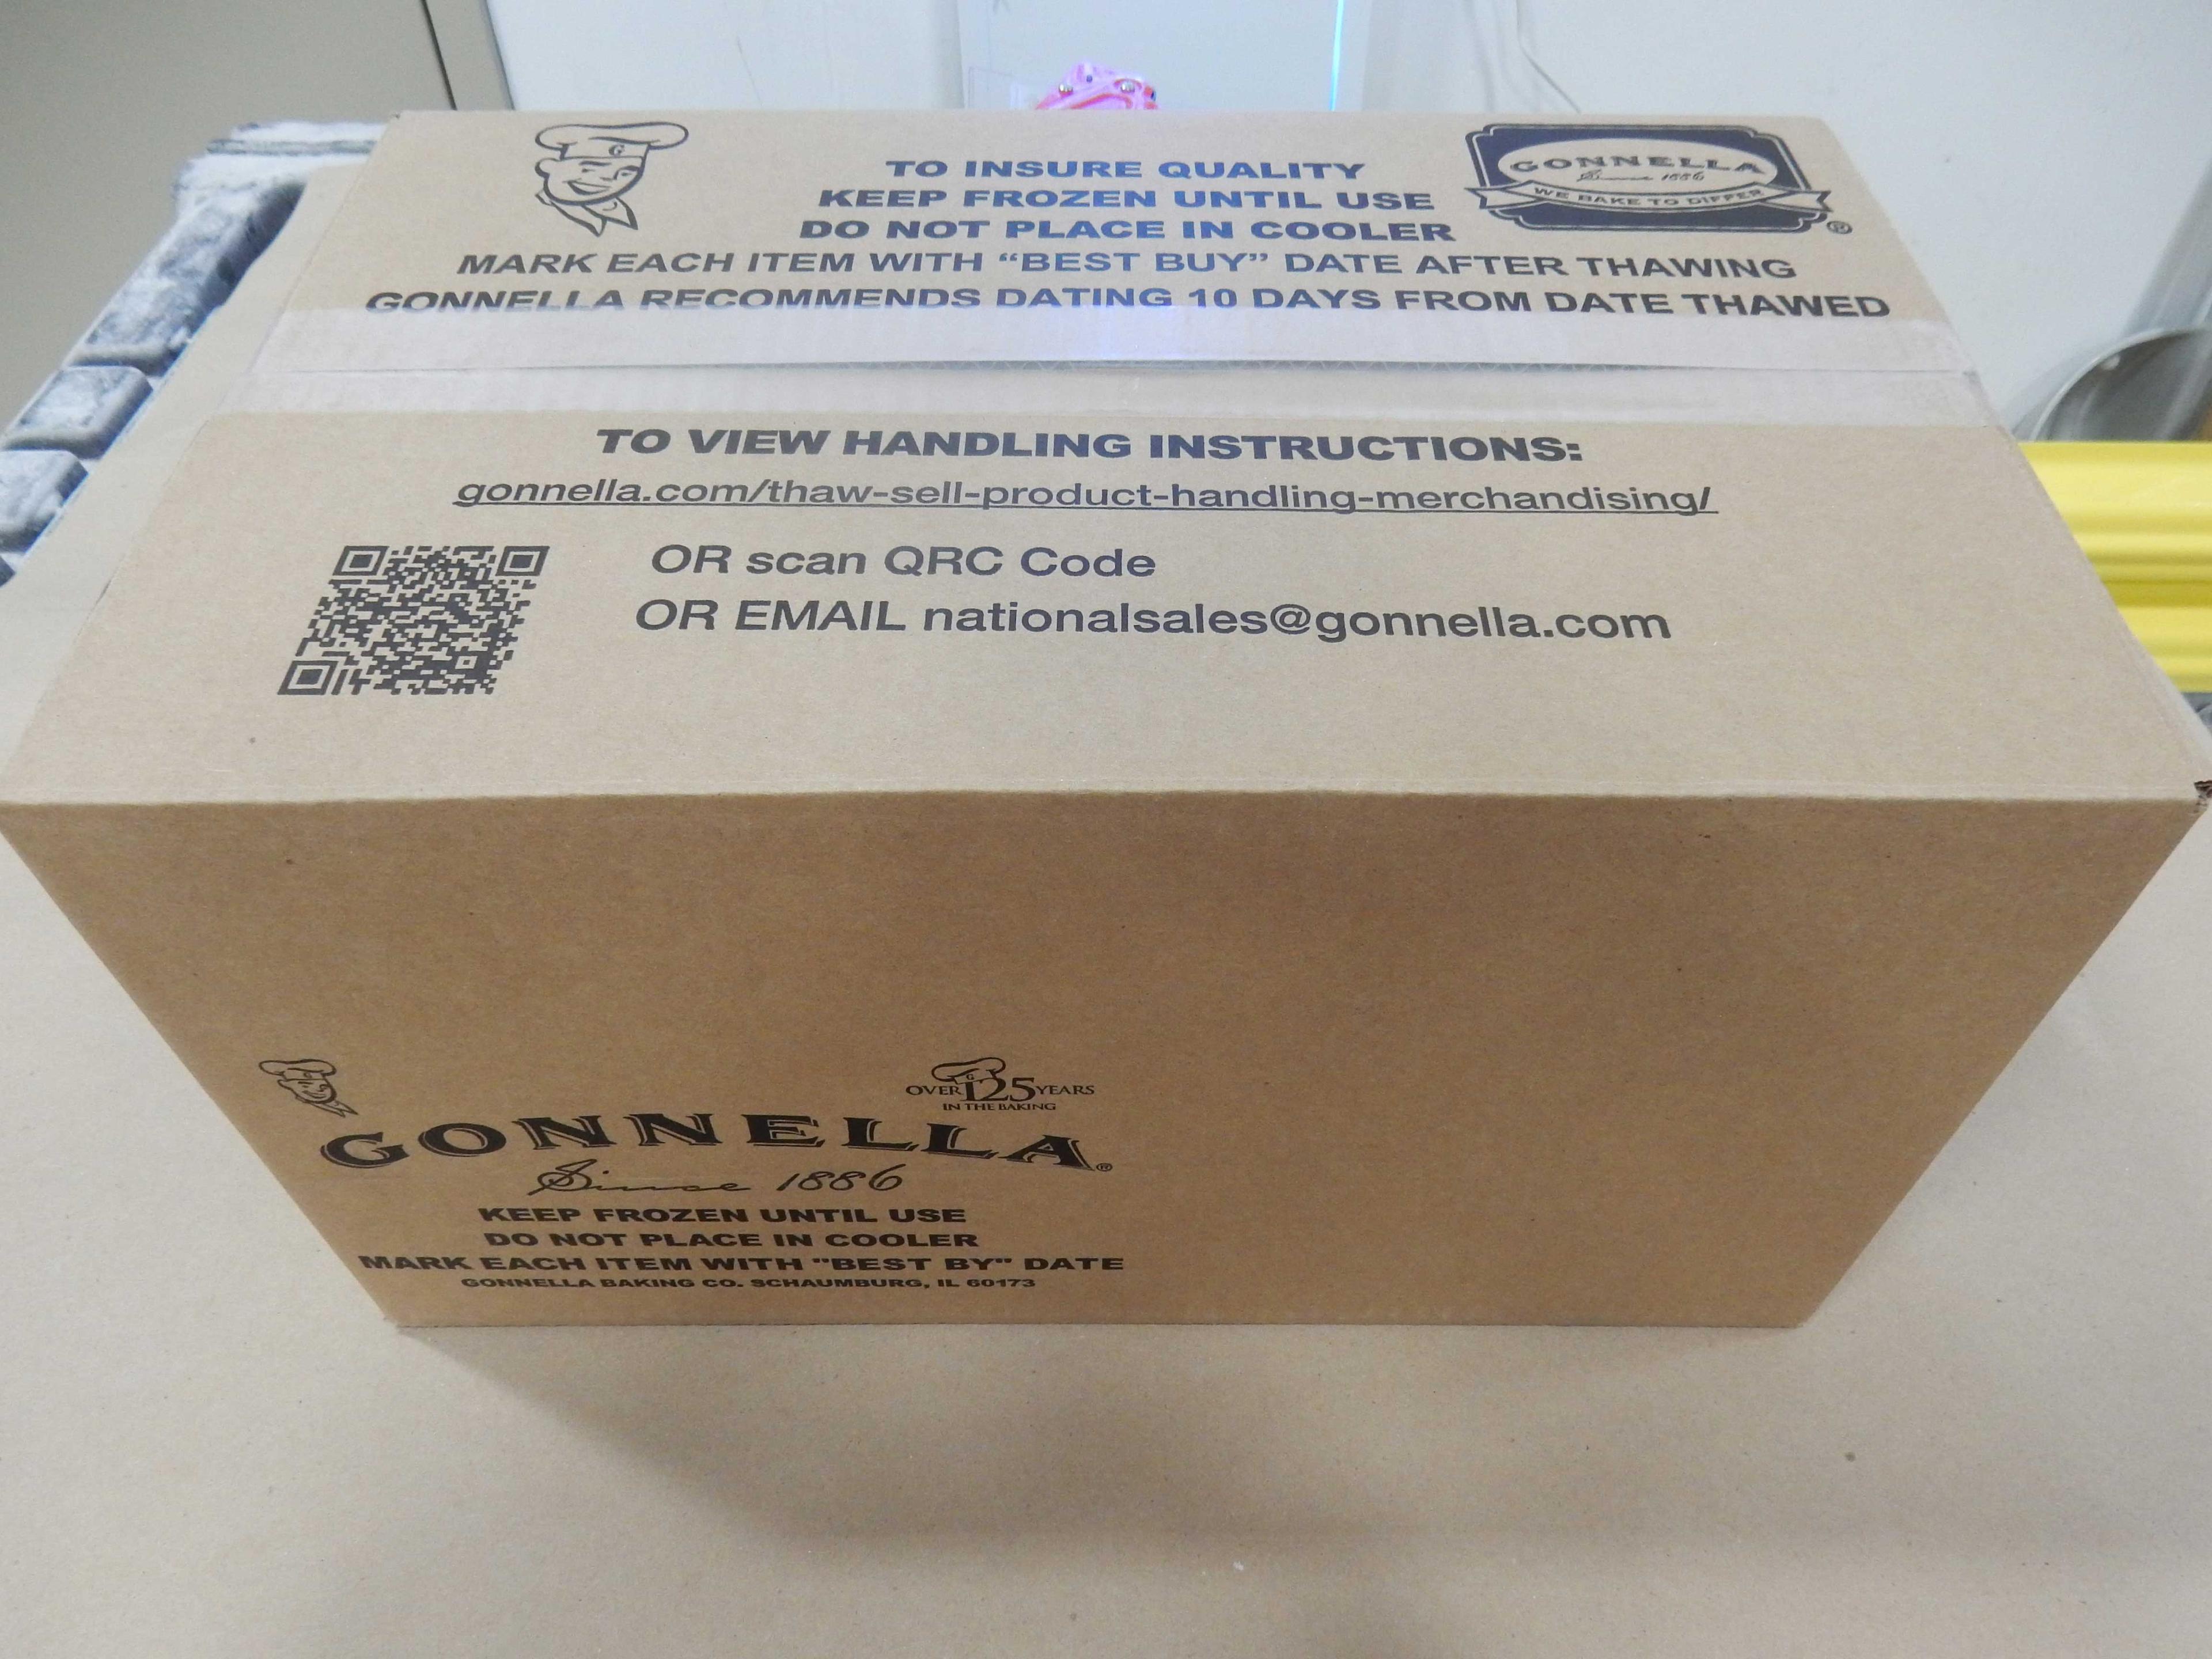 G
TO INSURE QUALITY
KEEP FROZEN UNTIL USE
DO NOT PLACE IN COOLER
MARK EACH ITEM WITH “BEST BUY” DATE AFTER THAWING
GONNELLA RECOMMENDS DATING 10 DAYS FROM DATE THAWED
GONNELLA
Since 1886
WE BAKE TO DIFFER
®
TO VIEW HANDLING INSTRUCTIONS:
gonnella.com/thaw-sell-product-handling-merchandising/
OR scan QRC Code
OR EMAIL nationalsales@gonnella.com
G
OVER 125 YEARS
IN THE BAKING
GONNELLA®
Since 1886
KEEP FROZEN UNTIL USE
DO NOT PLACE IN COOLER
MARK EACH ITEM WITH "BEST BY" DATE
GONNELLA BAKING CO. SCHAUMBURG, IL 60173